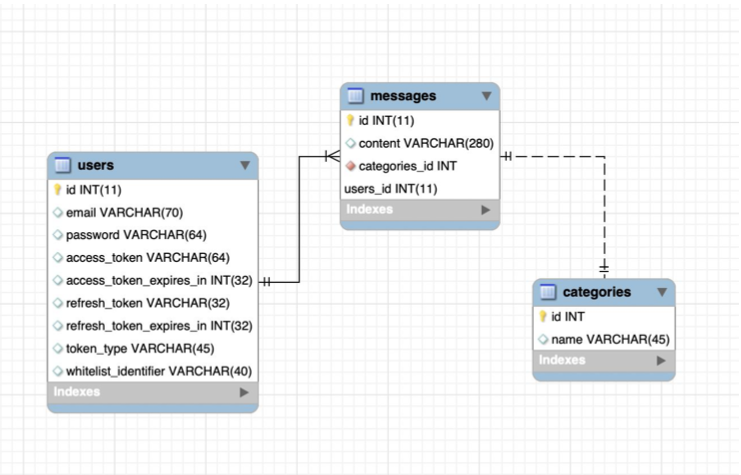 users
id INT(11)
email VARCHAR(70)
password VARCHAR(64)
access_token VARCHAR(64)
access_token_expires_in INT(32)
refresh_token VARCHAR(32)
refresh_token_expires_in INT(32)
token_type VARCHAR(45)
whitelist_identifier VARCHAR(40)
Indexes
messages
id INT(11)
content VARCHAR(280)
categories_id INT
users_id INT(11)
Indexes
categories
id INT
name VARCHAR(45)
Indexes